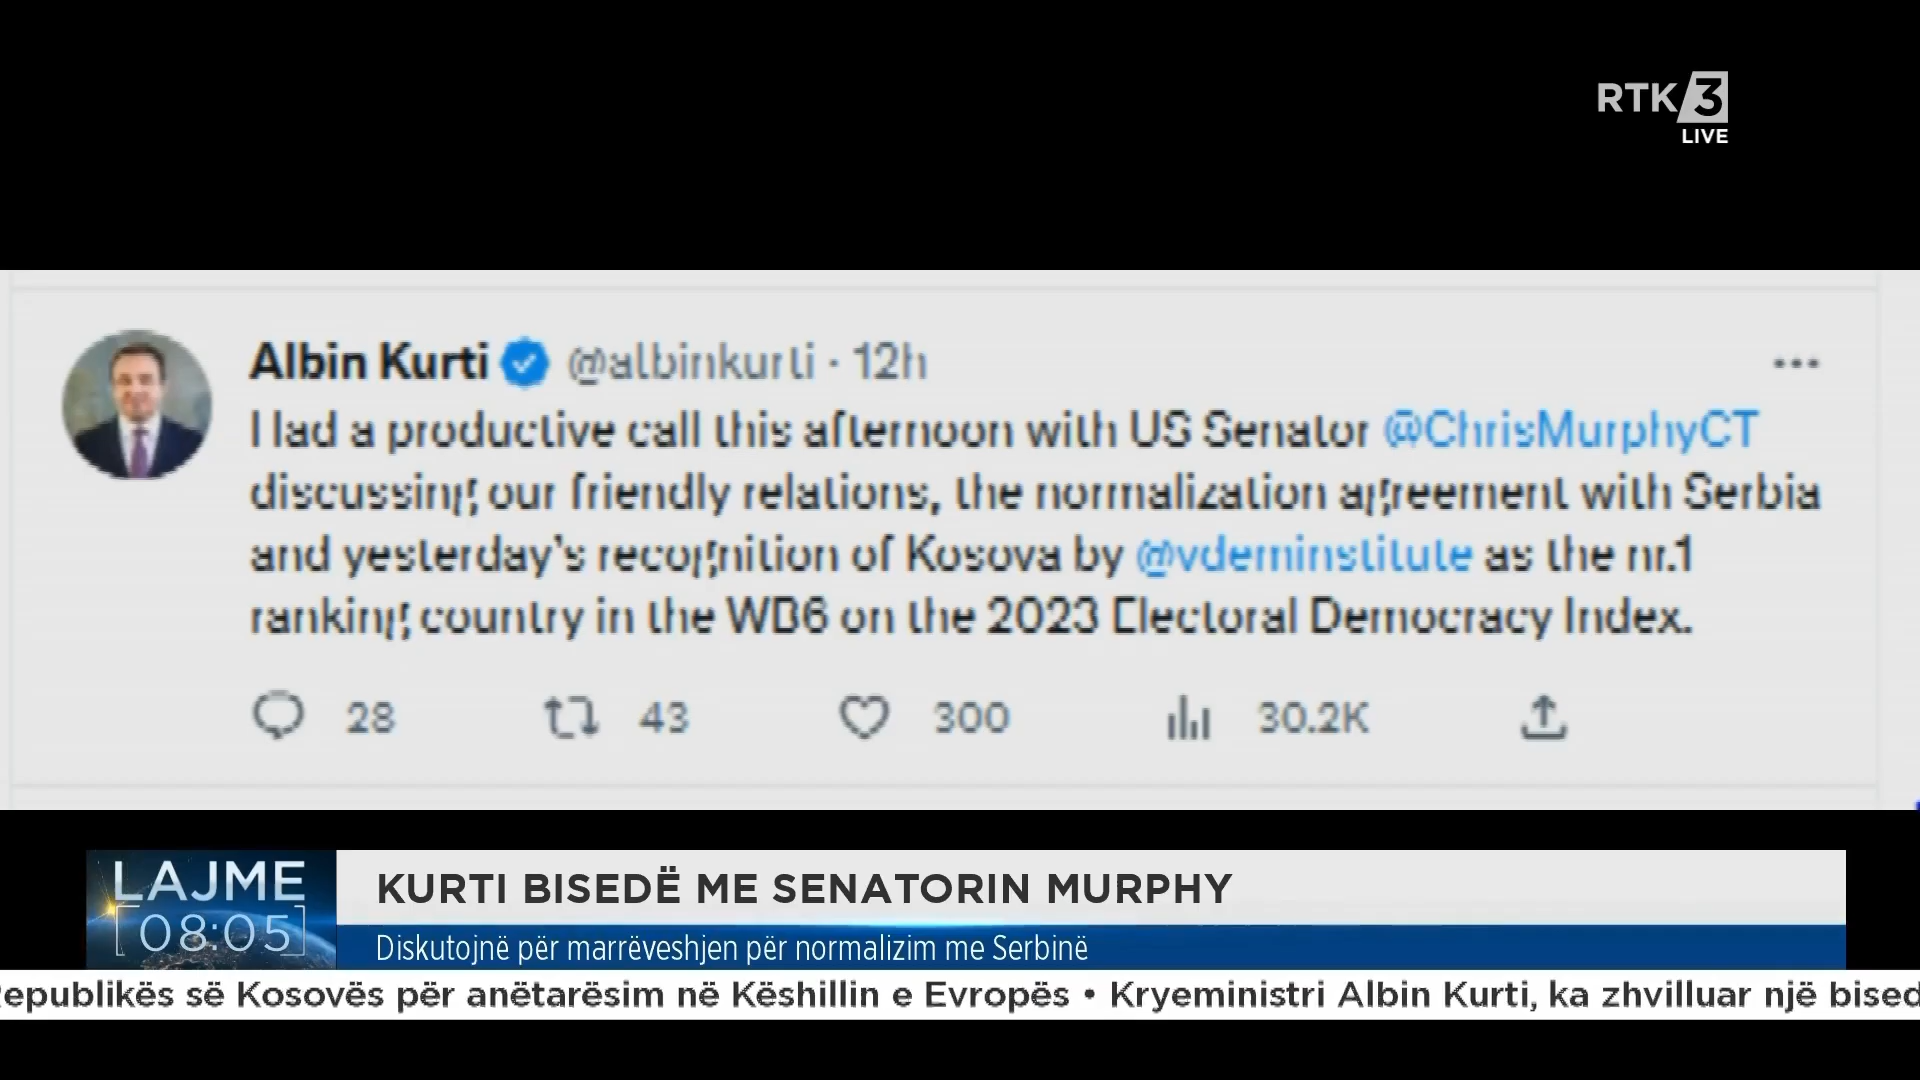 RTK 3
LIVE
Albin Kurti @albinkurti · 12h
I had a productive call this afternoon with US Senator @ChrisMurphyCT
discussing our friendly relations, the normalization agreement with Serbia
and yesterday's recognition of Kosova by @vdeminstitute as the nr.1
ranking country in the WB6 on the 2023 Electoral Democracy Index.
28 43 300 30.2K
LAJME
08:05
KURTI BISEDË ME SENATORIN MURPHY
Diskutojnë për marrëveshjen për normalizim me Serbinë
epublikës së Kosovës për anëtarësim në Këshillin e Evropës • Kryeministri Albin Kurti, ka zhvilluar një bised